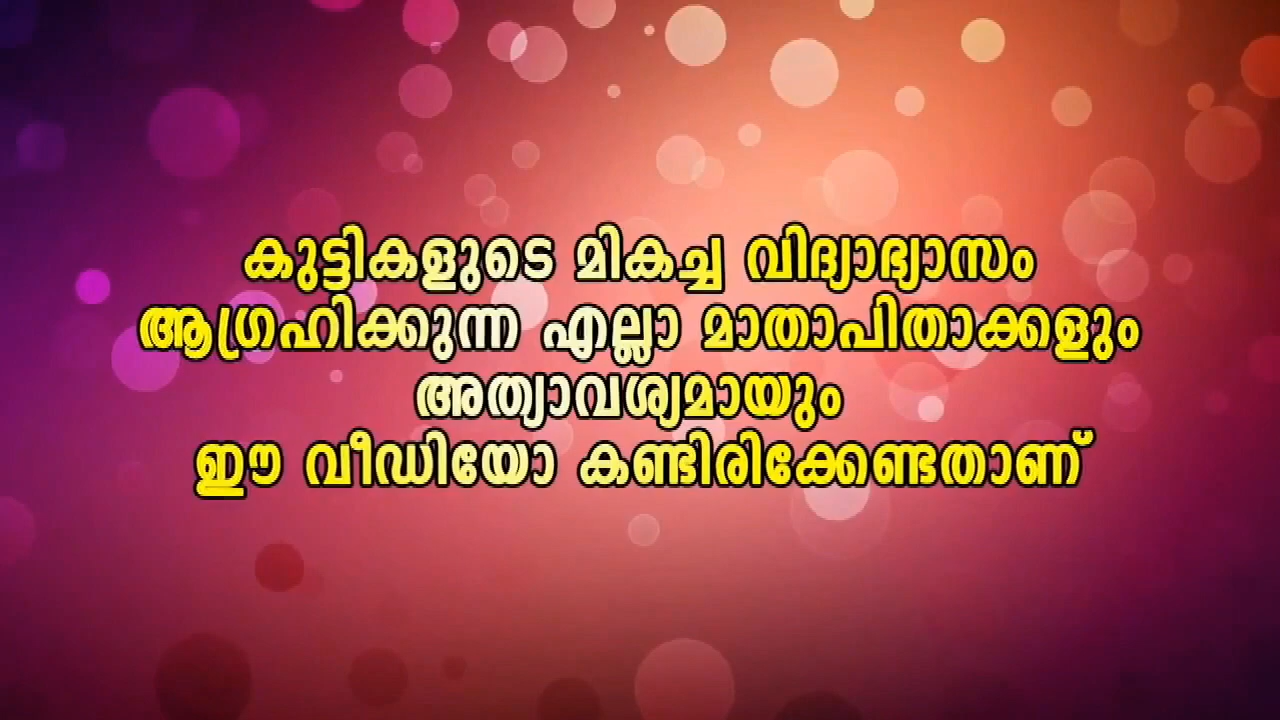 കുട്ടികളുടെ മികച്ച വിദ്യാഭ്യാസം
ആഗ്രഹിക്കുന്ന എല്ലാ മാതാപിതാക്കളും
അത്യാവശ്യമായും
ഈ വീഡിയോ കണ്ടിരിക്കേണ്ടതാണ്